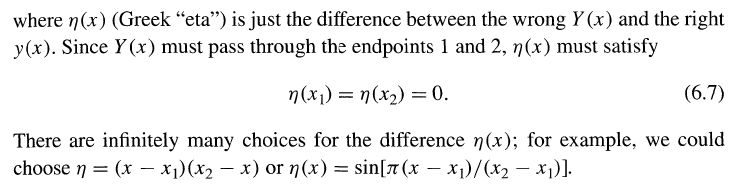 where η(x) (Greek “eta”) is just the difference between the wrong Y(x) and the right
y(x). Since Y(x) must pass through the endpoints 1 and 2, η(x) must satisfy
η(x₁) = η(x₂) = 0. (6.7)
There are infinitely many choices for the difference η(x); for example, we could
choose η = (x − x₁)(x₂ − x) or η(x) = sin[π(x − x₁)/(x₂ − x₁)].